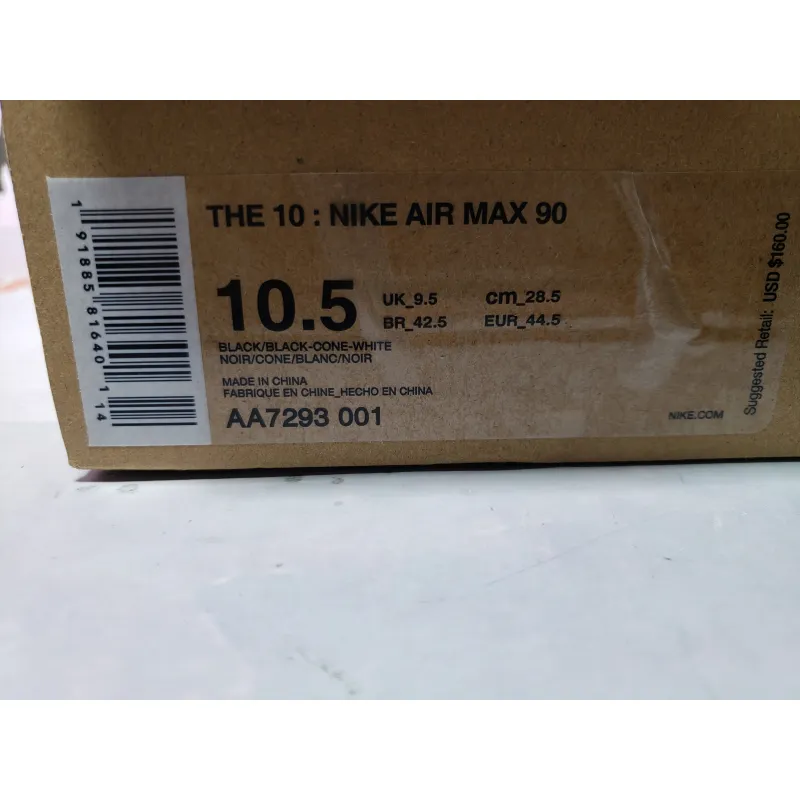 THE 10 : NIKE AIR MAX 90
10.5
UK_9.5 cm_28.5
BR_42.5 EUR_44.5
BLACK/BLACK-CONE-WHITE
NOIR/CONE/BLANC/NOIR
MADE IN CHINA
FABRIQUE EN CHINE_HECHO EN CHINA
AA7293 001
NIKE.COM
Suggested Retail: USD $160.00
1 91885 81640 1 14